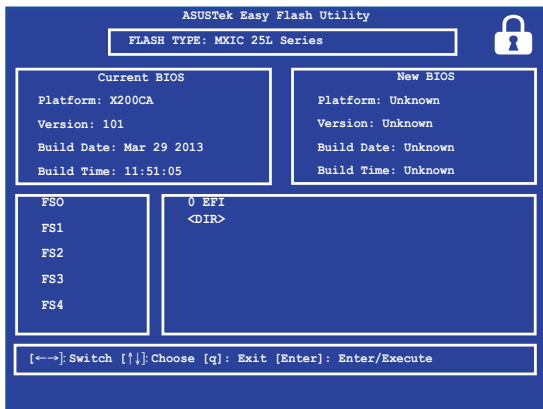 ASUSTek Easy Flash Utility
FLASH TYPE: MXIC 25L Series
Current BIOS
Platform: X200CA
Version: 101
Build Date: Mar 29 2013
Build Time: 11:51:05
New BIOS
Platform: Unknown
Version: Unknown
Build Date: Unknown
Build Time: Unknown
FSO
FS1
FS2
FS3
FS4
0 EFI
<DIR>
[←→]: Switch [↑↓]: Choose [q]: Exit [Enter]: Enter/Execute